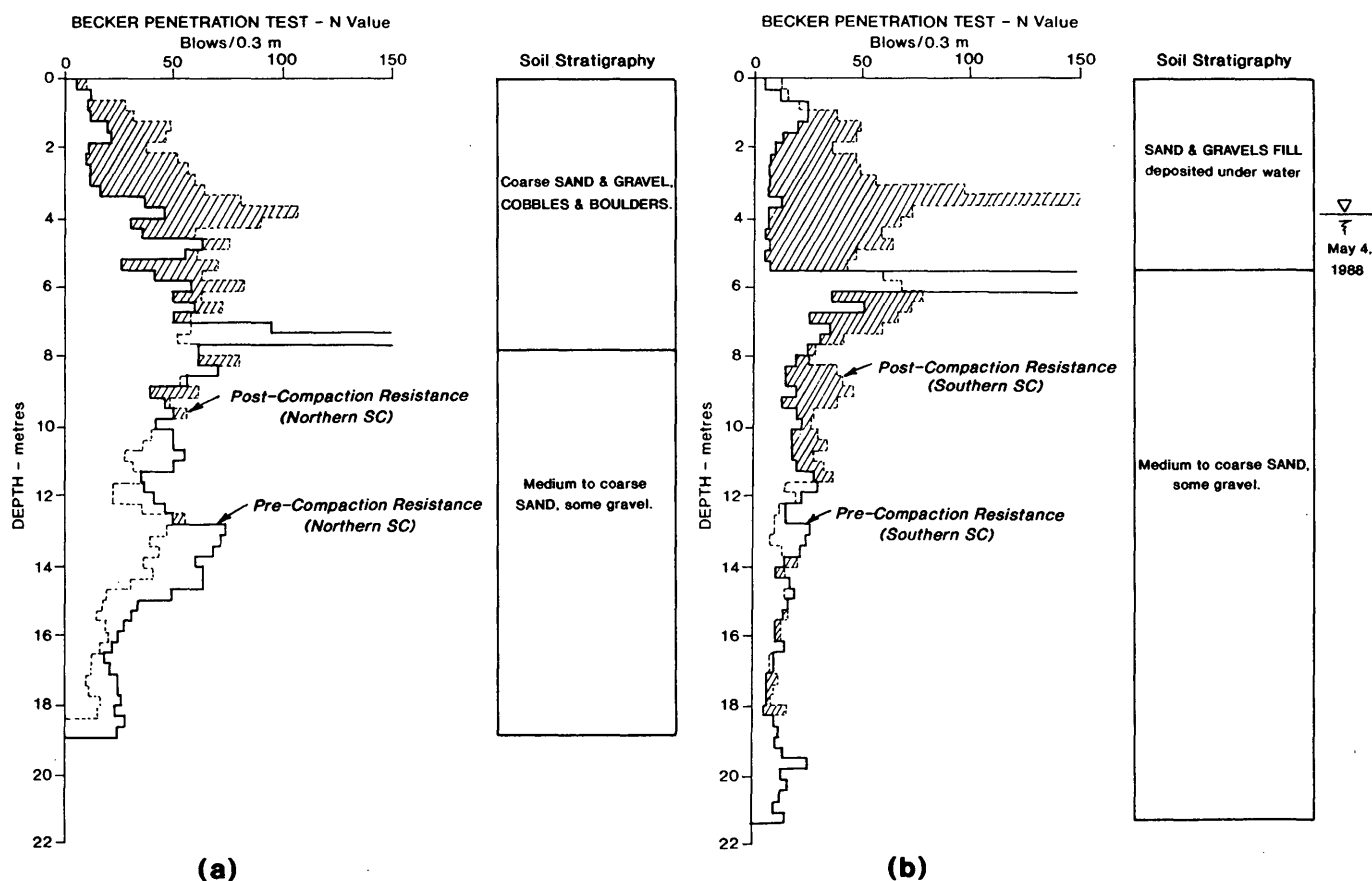 BECKER PENETRATION TEST - N Value
Blows/0.3 m
0 50 100 150
Soil Stratigraphy
0
2
4
6
8
10
12
14
16
18
20
22
DEPTH - metres
Coarse SAND & GRAVEL,
COBBLES & BOULDERS.
Post-Compaction Resistance
(Northern SC)
Medium to coarse
SAND, some gravel.
Pre-Compaction Resistance
(Northern SC)
(a)
BECKER PENETRATION TEST - N Value
Blows/0.3 m
0 50 100 150
Soil Stratigraphy
0
2
4
6
8
10
12
14
16
18
20
22
DEPTH - metres
SAND & GRAVELS FILL
deposited under water
May 4,
1988
Post-Compaction Resistance
(Southern SC)
Medium to coarse SAND,
some gravel.
Pre-Compaction Resistance
(Southern SC)
(b)